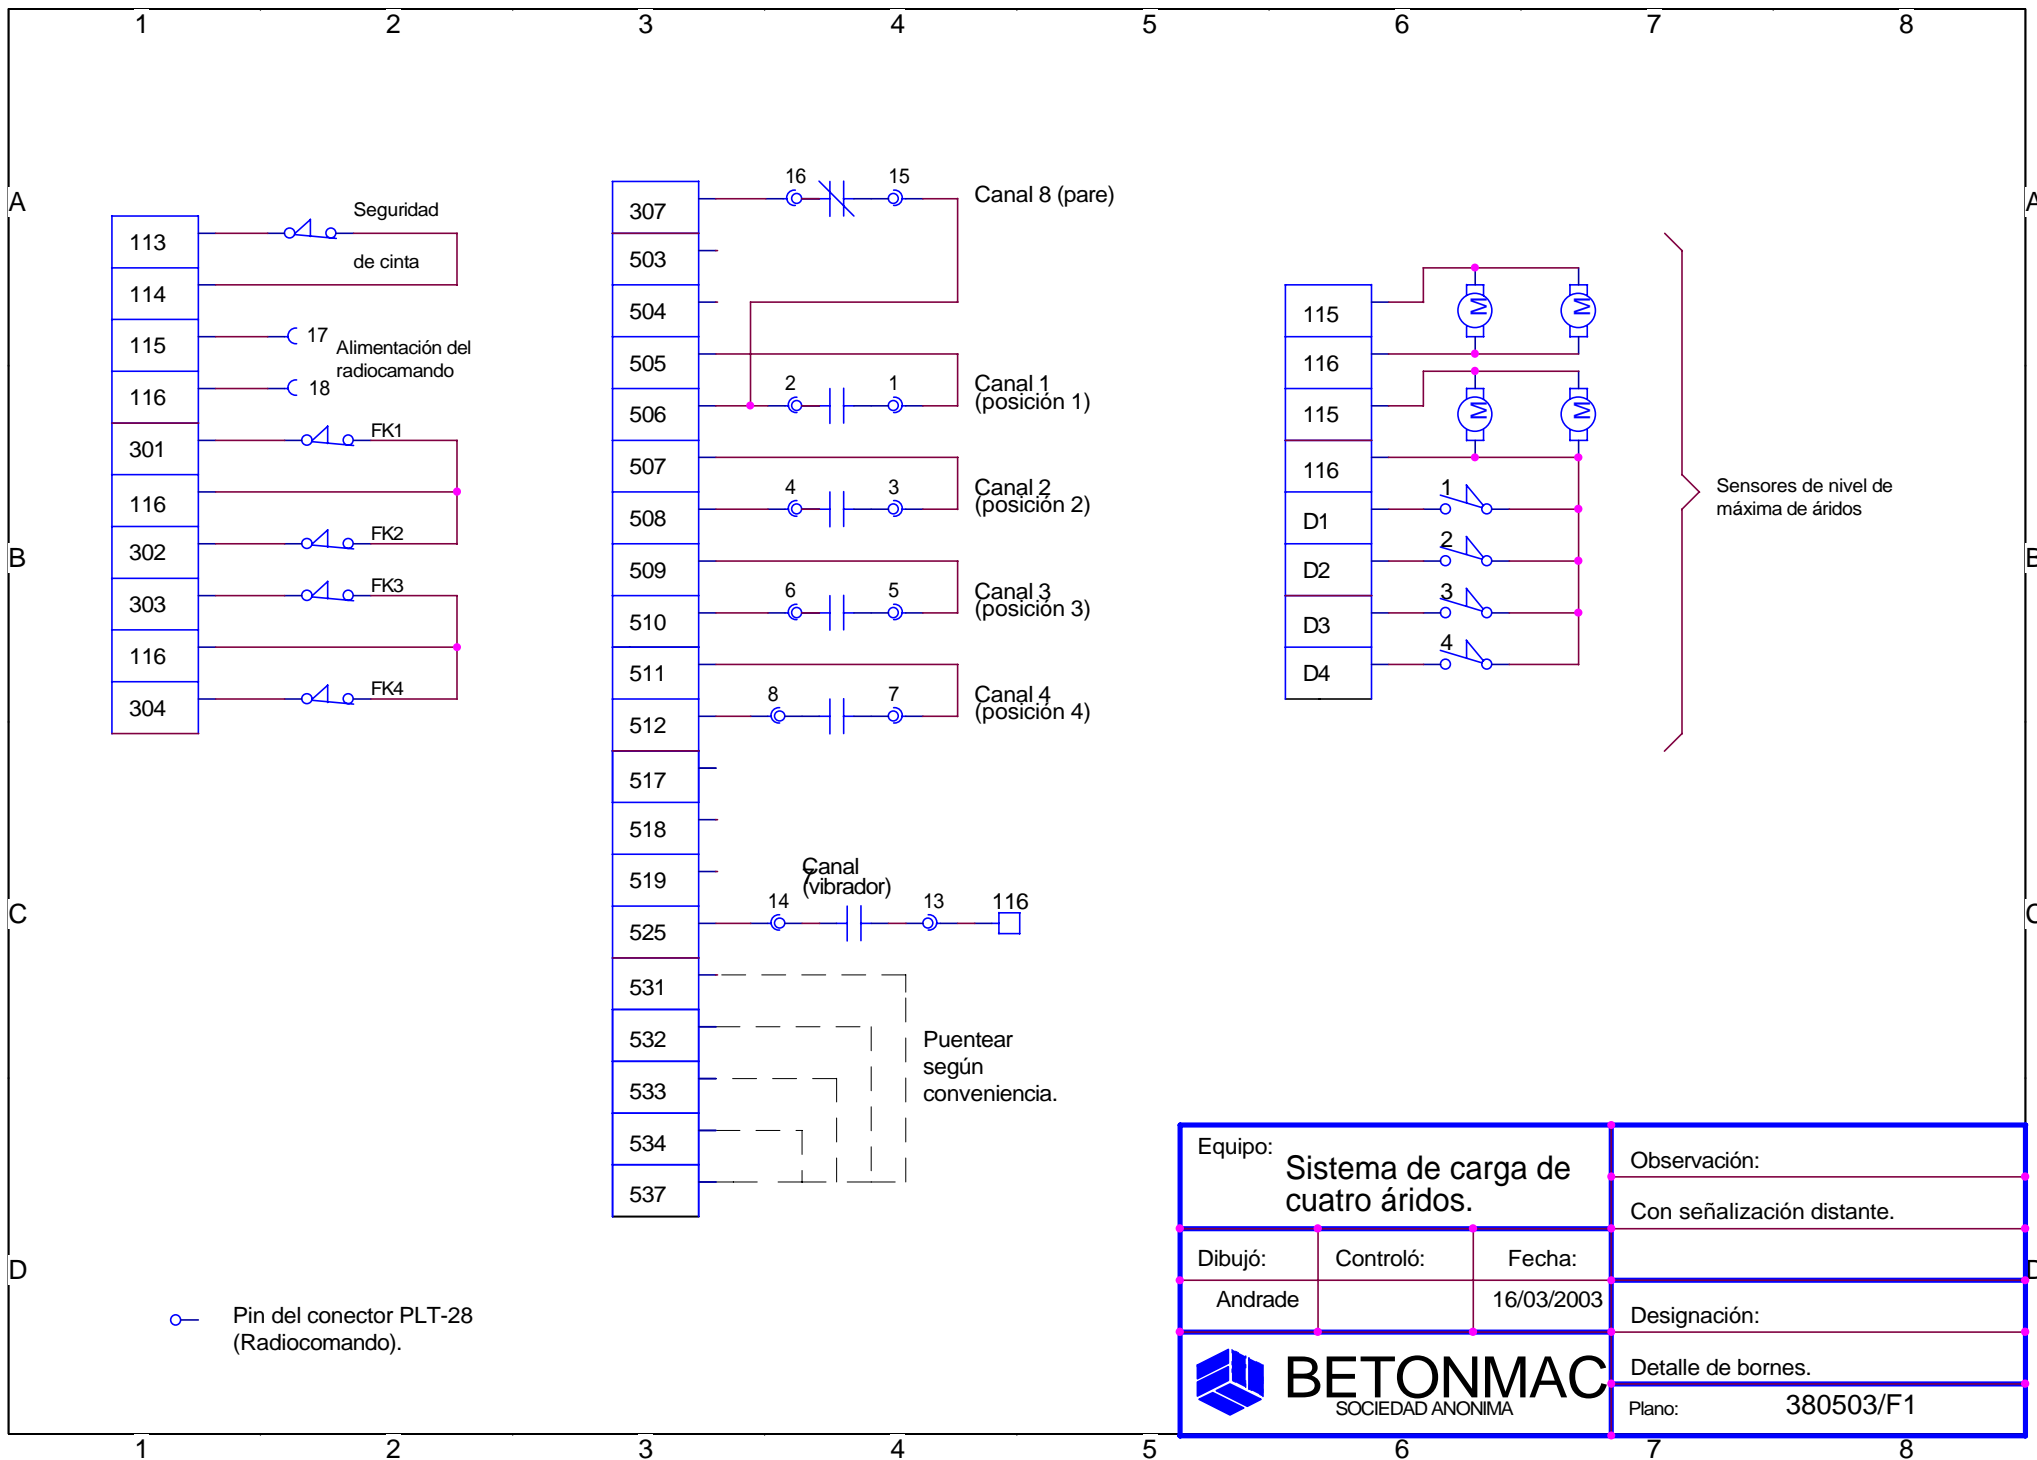 1 2 3 4 5 6 7 8
A
A
B
B
C
C
D
D
113
114
115
116
301
116
302
303
116
304
Seguridad
de cinta
17
18
Alimentación del
radiocamando
FK1
FK2
FK3
FK4
307
503
504
505
506
507
508
509
510
511
512
517
518
519
525
531
532
533
534
537
16 15
Canal 8 (pare)
2 1
Canal 1
(posición 1)
4 3
Canal 2
(posición 2)
6 5
Canal 3
(posición 3)
8 7
Canal 4
(posición 4)
Canal
7
(vibrador)
14 13 116
Puentear
según
conveniencia.
115
116
115
116
D1
D2
D3
D4
M M
M M
1
2
3
4
Sensores de nivel de
máxima de áridos
Pin del conector PLT-28
(Radiocomando).
Equipo:
Sistema de carga de
cuatro áridos.
Observación:
Con señalización distante.
Dibujó: Controló: Fecha:
Andrade 16/03/2003
Designación:
Detalle de bornes.
BETONMAC
SOCIEDAD ANONIMA
Plano: 380503/F1
1 2 3 4 5 6 7 8